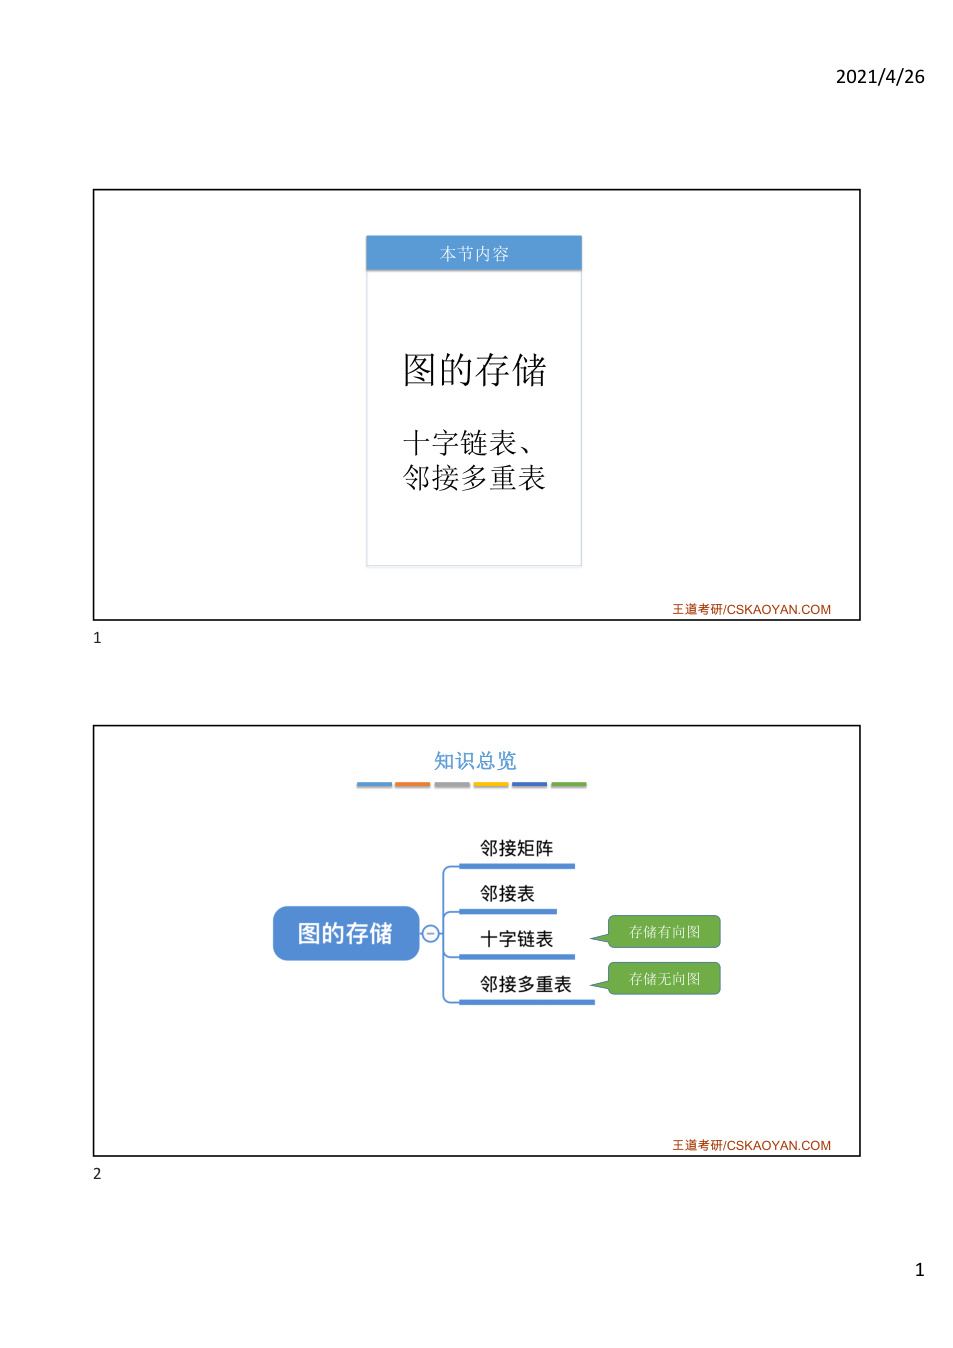 2021/4/26
本节内容
图的存储
十字链表、
邻接多重表
王道考研/CSKAOYAN.COM
1
知识总览
图的存储
邻接矩阵
邻接表
十字链表
存储有向图
邻接多重表
存储无向图
王道考研/CSKAOYAN.COM
2
1